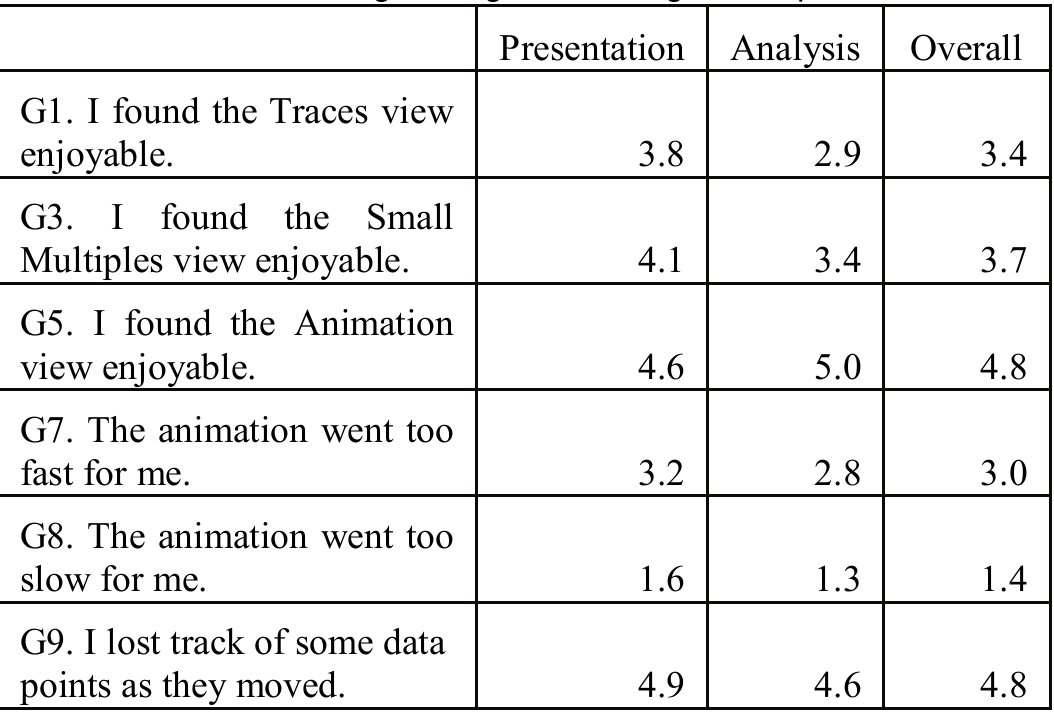 Presentation Analysis Overall
G1. I found the Traces view
enjoyable. 3.8 2.9 3.4
G3. I found the Small
Multiples view enjoyable. 4.1 3.4 3.7
G5. I found the Animation
view enjoyable. 4.6 5.0 4.8
G7. The animation went too
fast for me. 3.2 2.8 3.0
G8. The animation went too
slow for me. 1.6 1.3 1.4
G9. I lost track of some data
points as they moved. 4.9 4.6 4.8